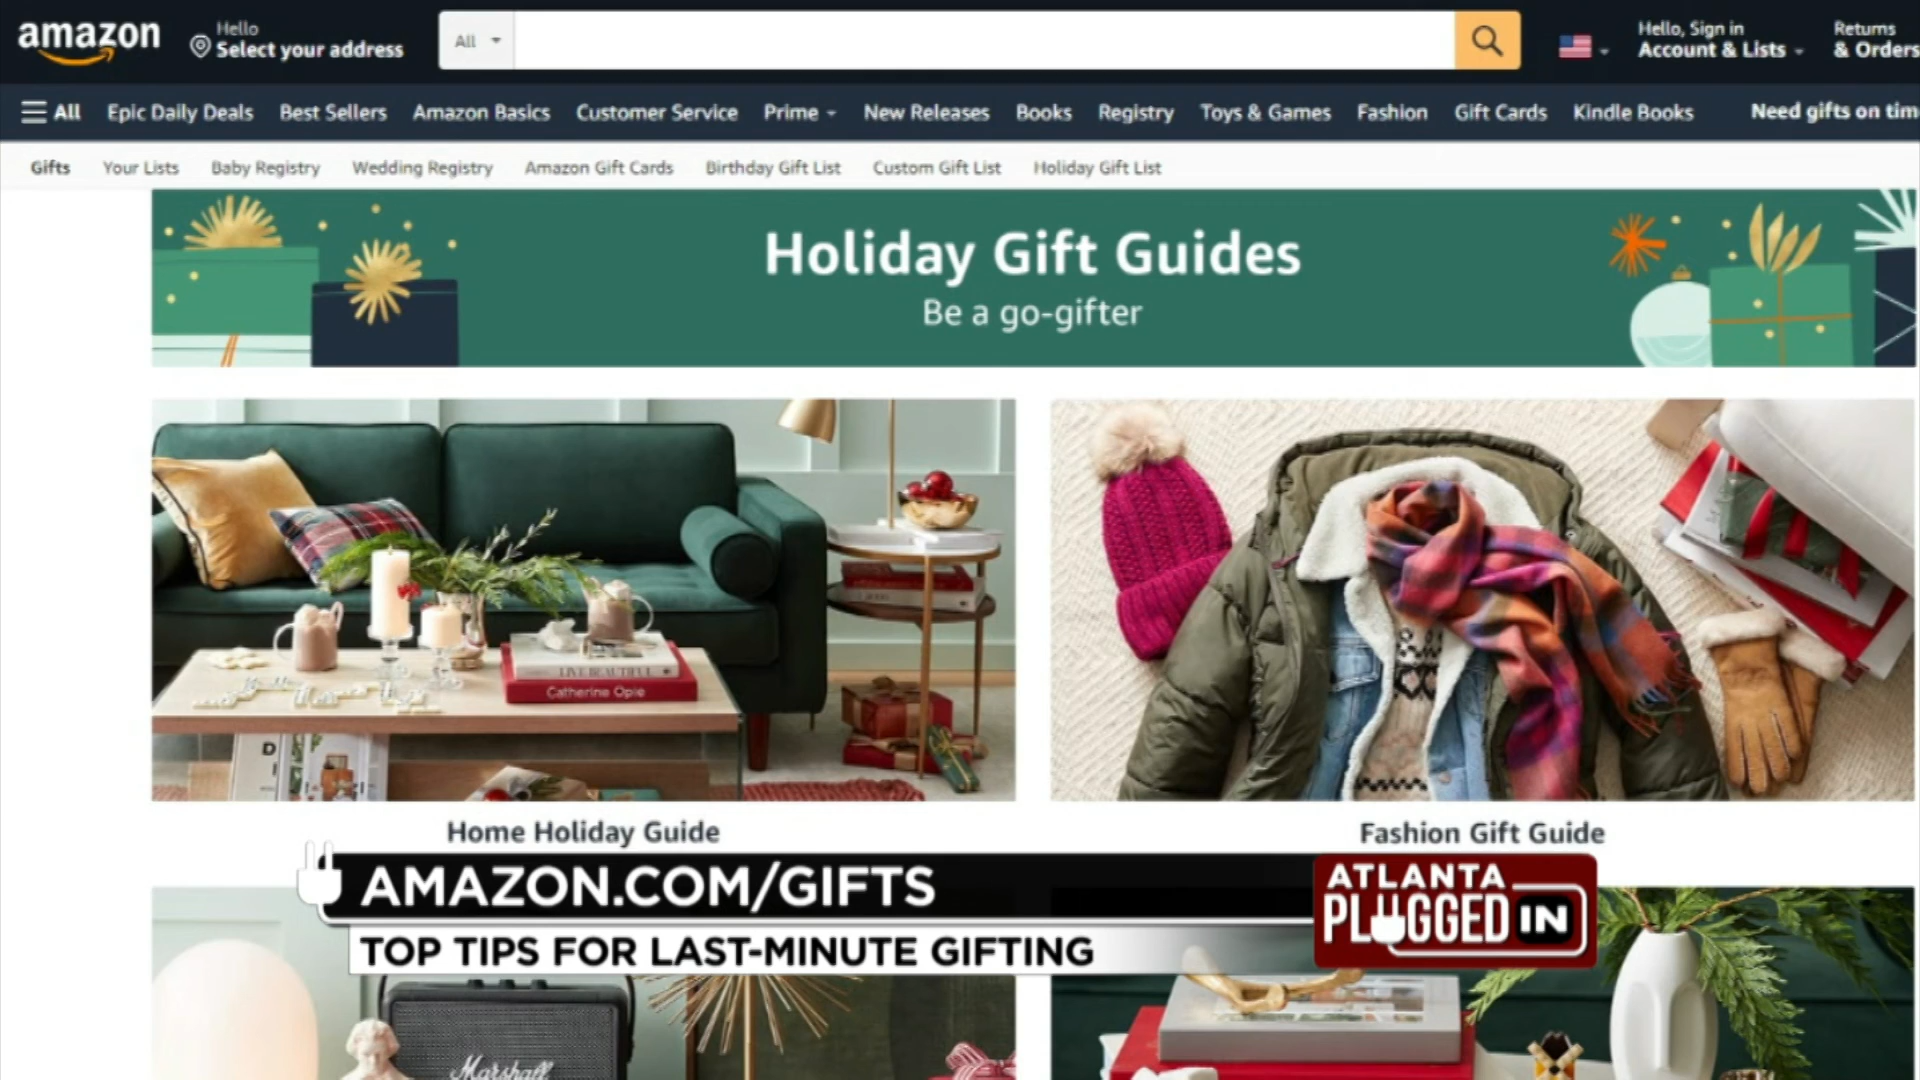 amazon
Hello
Select your address
All
Hello, Sign in
Account & Lists
Returns
& Orders
All Epic Daily Deals Best Sellers Amazon Basics Customer Service Prime New Releases Books Registry Toys & Games Fashion Gift Cards Kindle Books Need gifts on tim
Gifts Your Lists Baby Registry Wedding Registry Amazon Gift Cards Birthday Gift List Custom Gift List Holiday Gift List
Holiday Gift Guides
Be a go-gifter
LIVE BEAUTIFUL
Catherine Opie
D
Home Holiday Guide
Fashion Gift Guide
AMAZON.COM/GIFTS
TOP TIPS FOR LAST-MINUTE GIFTING
ATLANTA
PLUGGED IN
Marshall